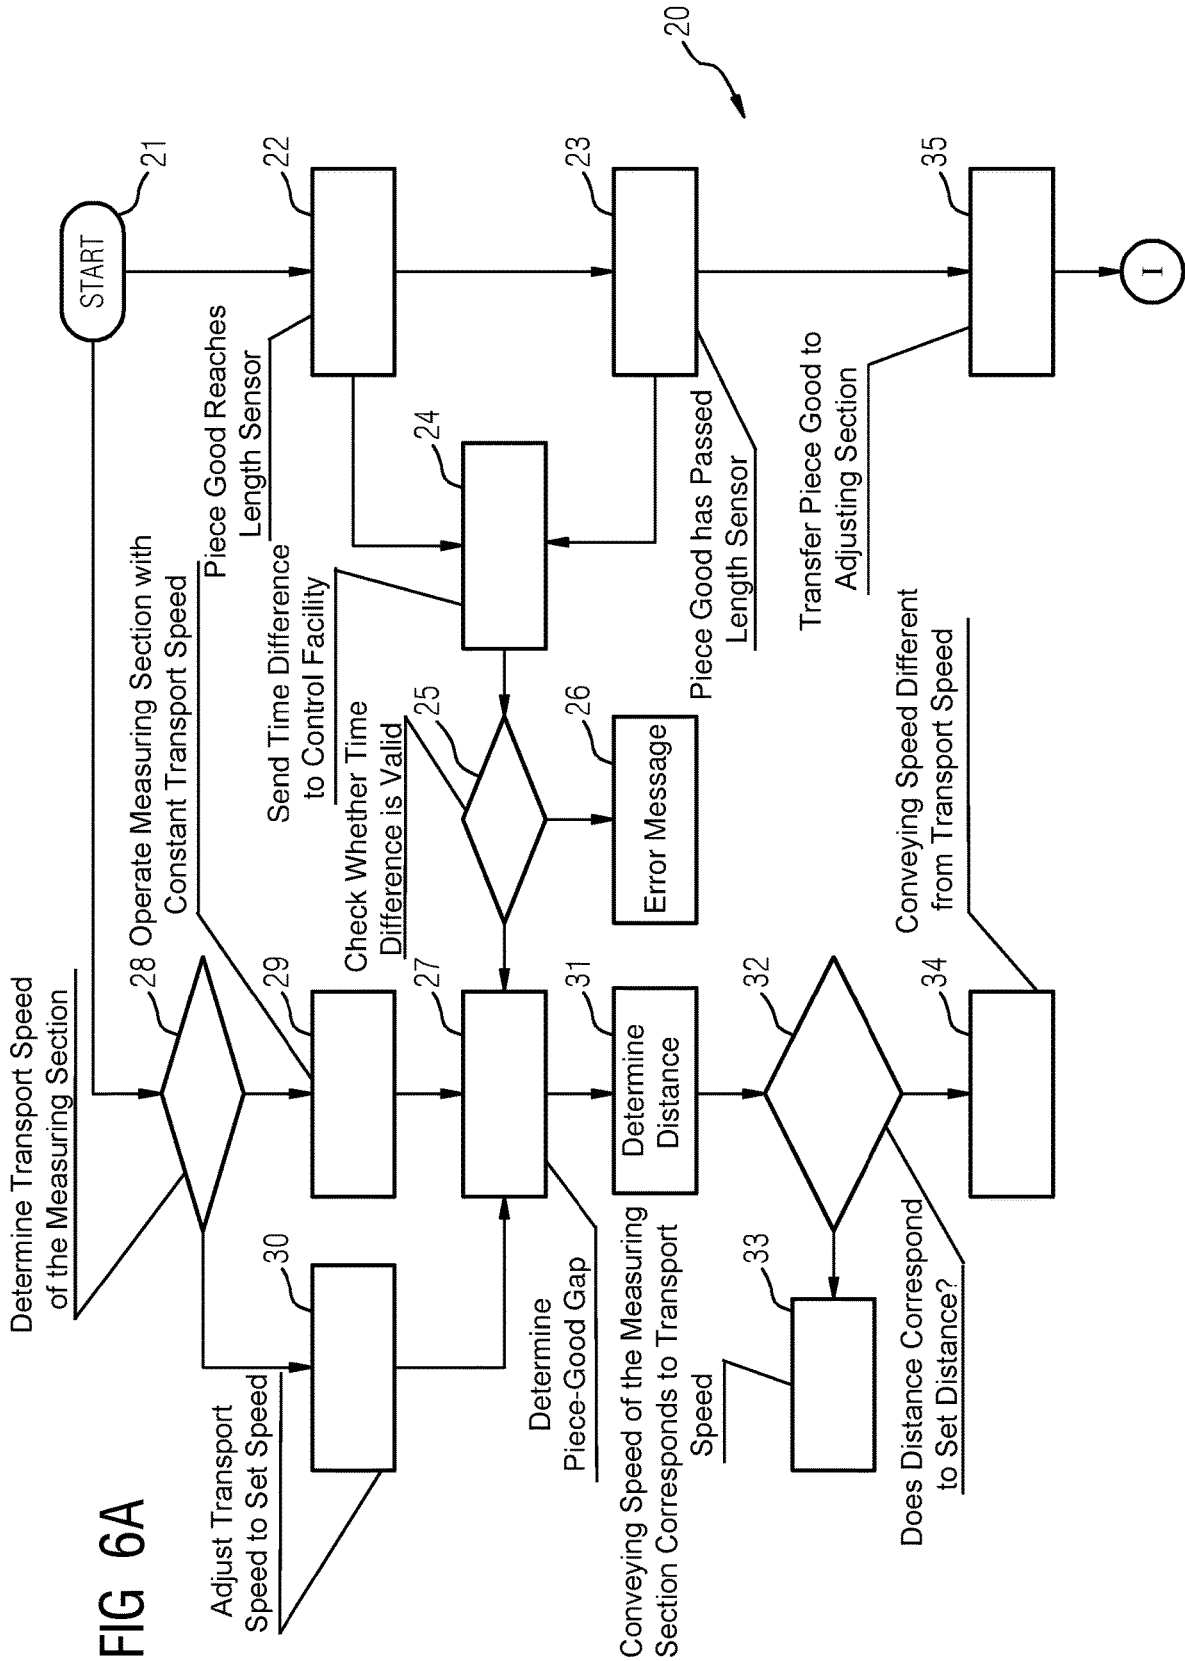 FIG 6A
20
START
21
Determine Transport Speed
of the Measuring Section
28
Operate Measuring Section with
Constant Transport Speed
29
Adjust Transport
Speed to Set Speed
30
Piece Good Reaches
Length Sensor
22
Send Time Difference
to Control Facility
24
Check Whether Time
Difference is Valid
25
Error Message
26
27
Determine
Piece-Good Gap
Piece Good has Passed
Length Sensor
23
Determine
Distance
31
32
Does Distance Correspond
to Set Distance?
Conveying Speed of the Measuring
Section Corresponds to Transport
Speed
33
Conveying Speed Different
from Transport Speed
34
Transfer Piece Good to
Adjusting Section
35
I